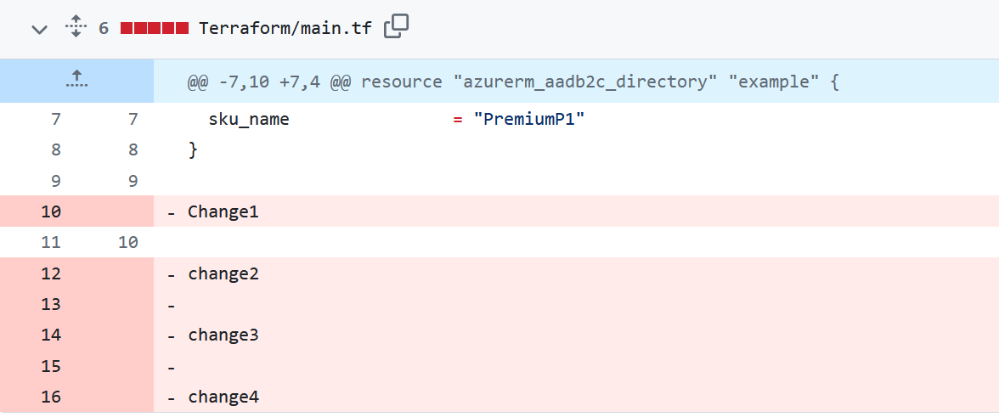 6 Terraform/main.tf
@@ -7,10 +7,4 @@ resource "azurerm_aadb2c_directory" "example" {
7 7 sku_name = "PremiumP1"
8 8 }
9 9
10 - Change1
11 10
12 - change2
13 -
14 - change3
15 -
16 - change4